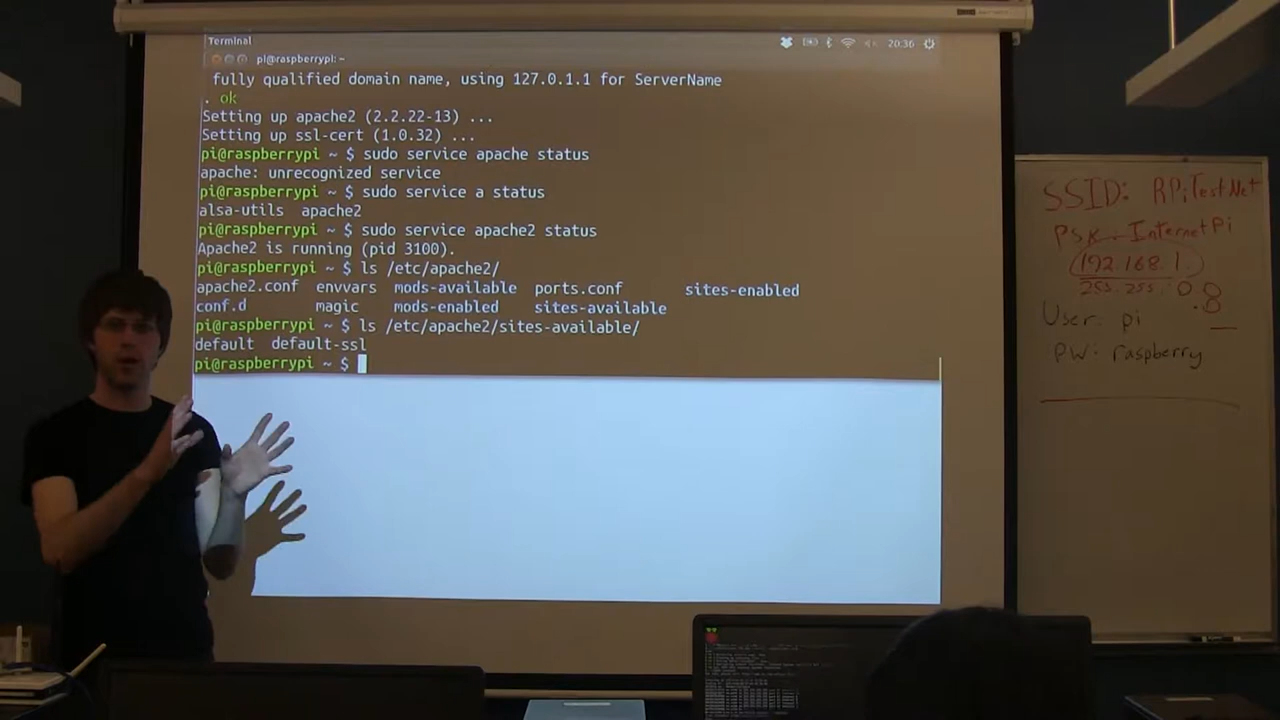 Terminal
20:36
pi@raspberrypi: ~
fully qualified domain name, using 127.0.1.1 for ServerName
. ok
Setting up apache2 (2.2.22-13) ...
Setting up ssl-cert (1.0.32) ...
pi@raspberrypi ~ $ sudo service apache status
apache: unrecognized service
pi@raspberrypi ~ $ sudo service a status
alsa-utils apache2
pi@raspberrypi ~ $ sudo service apache2 status
Apache2 is running (pid 3100).
pi@raspberrypi ~ $ ls /etc/apache2/
apache2.conf envvars mods-available ports.conf sites-enabled
conf.d magic mods-enabled sites-available
pi@raspberrypi ~ $ ls /etc/apache2/sites-available/
default default-ssl
pi@raspberrypi ~ $
SSID: RPiTestNet
PSK: InternetPi
192.168.1.
255.255.
.8
User: pi
PW: raspberry